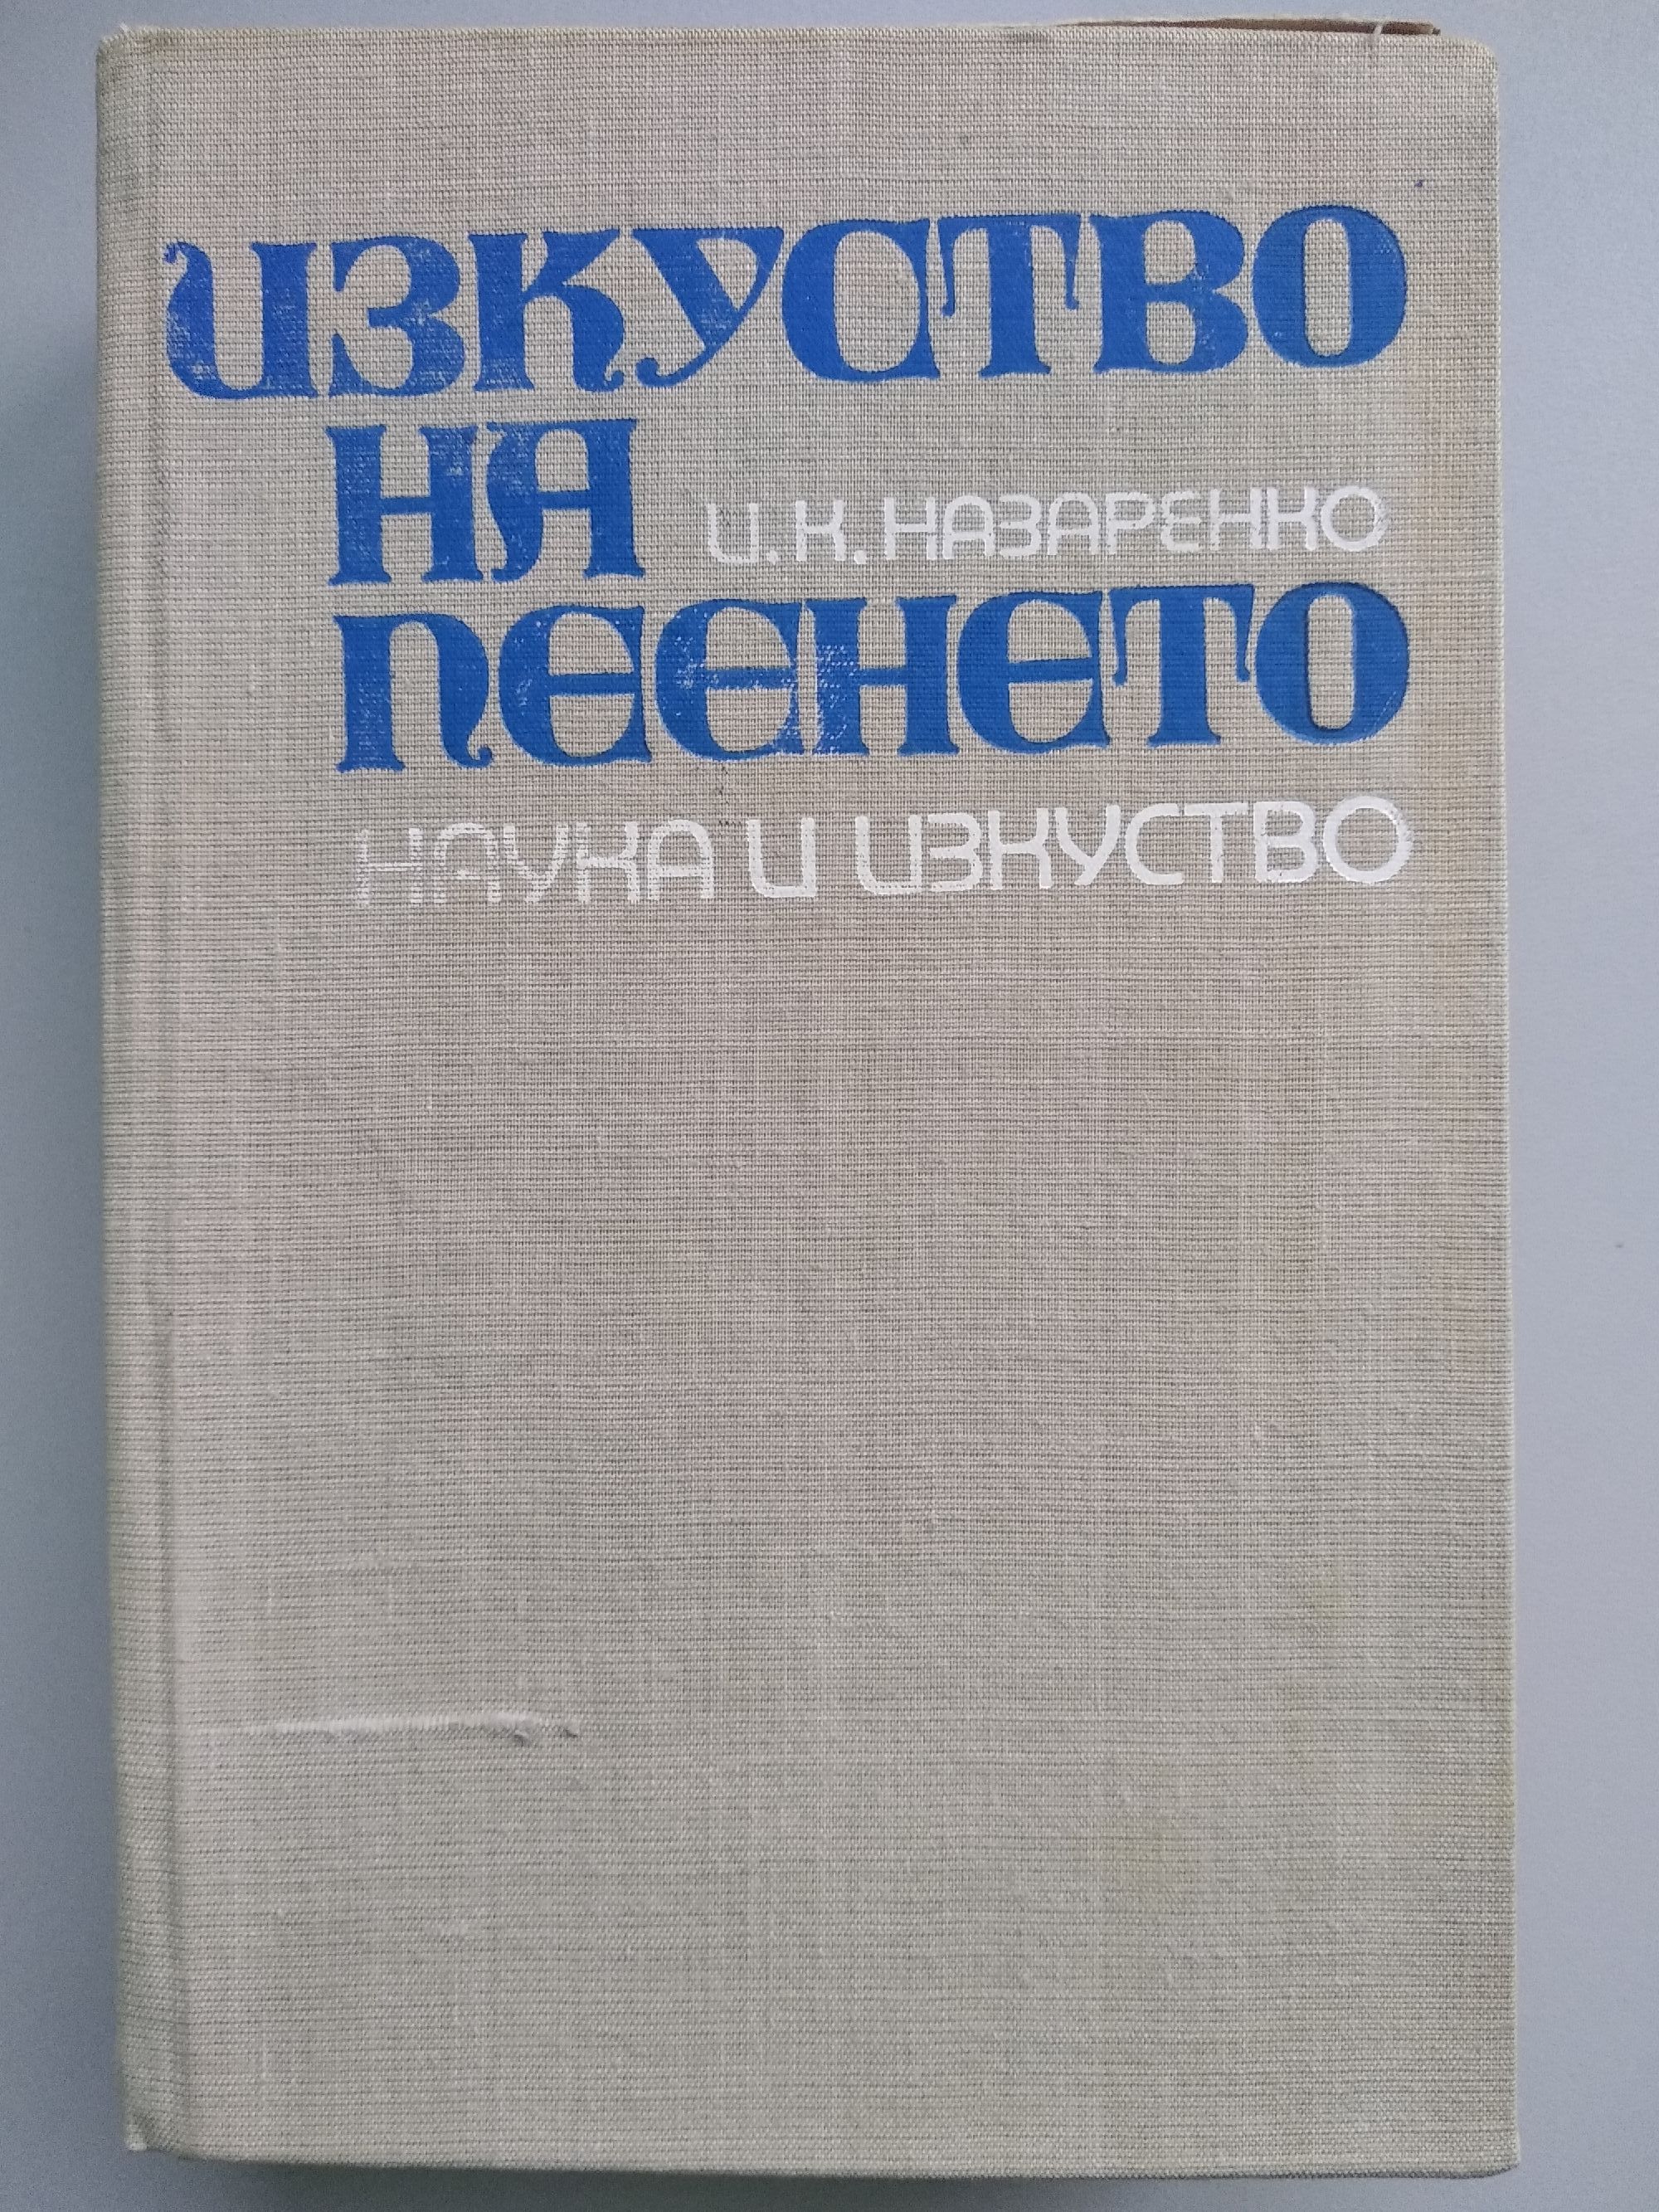 ИЗКУСТВО
НА
И. К. НАЗАРЕНКО
ПЕЕНЕТО
НАУКА И ИЗКУСТВО